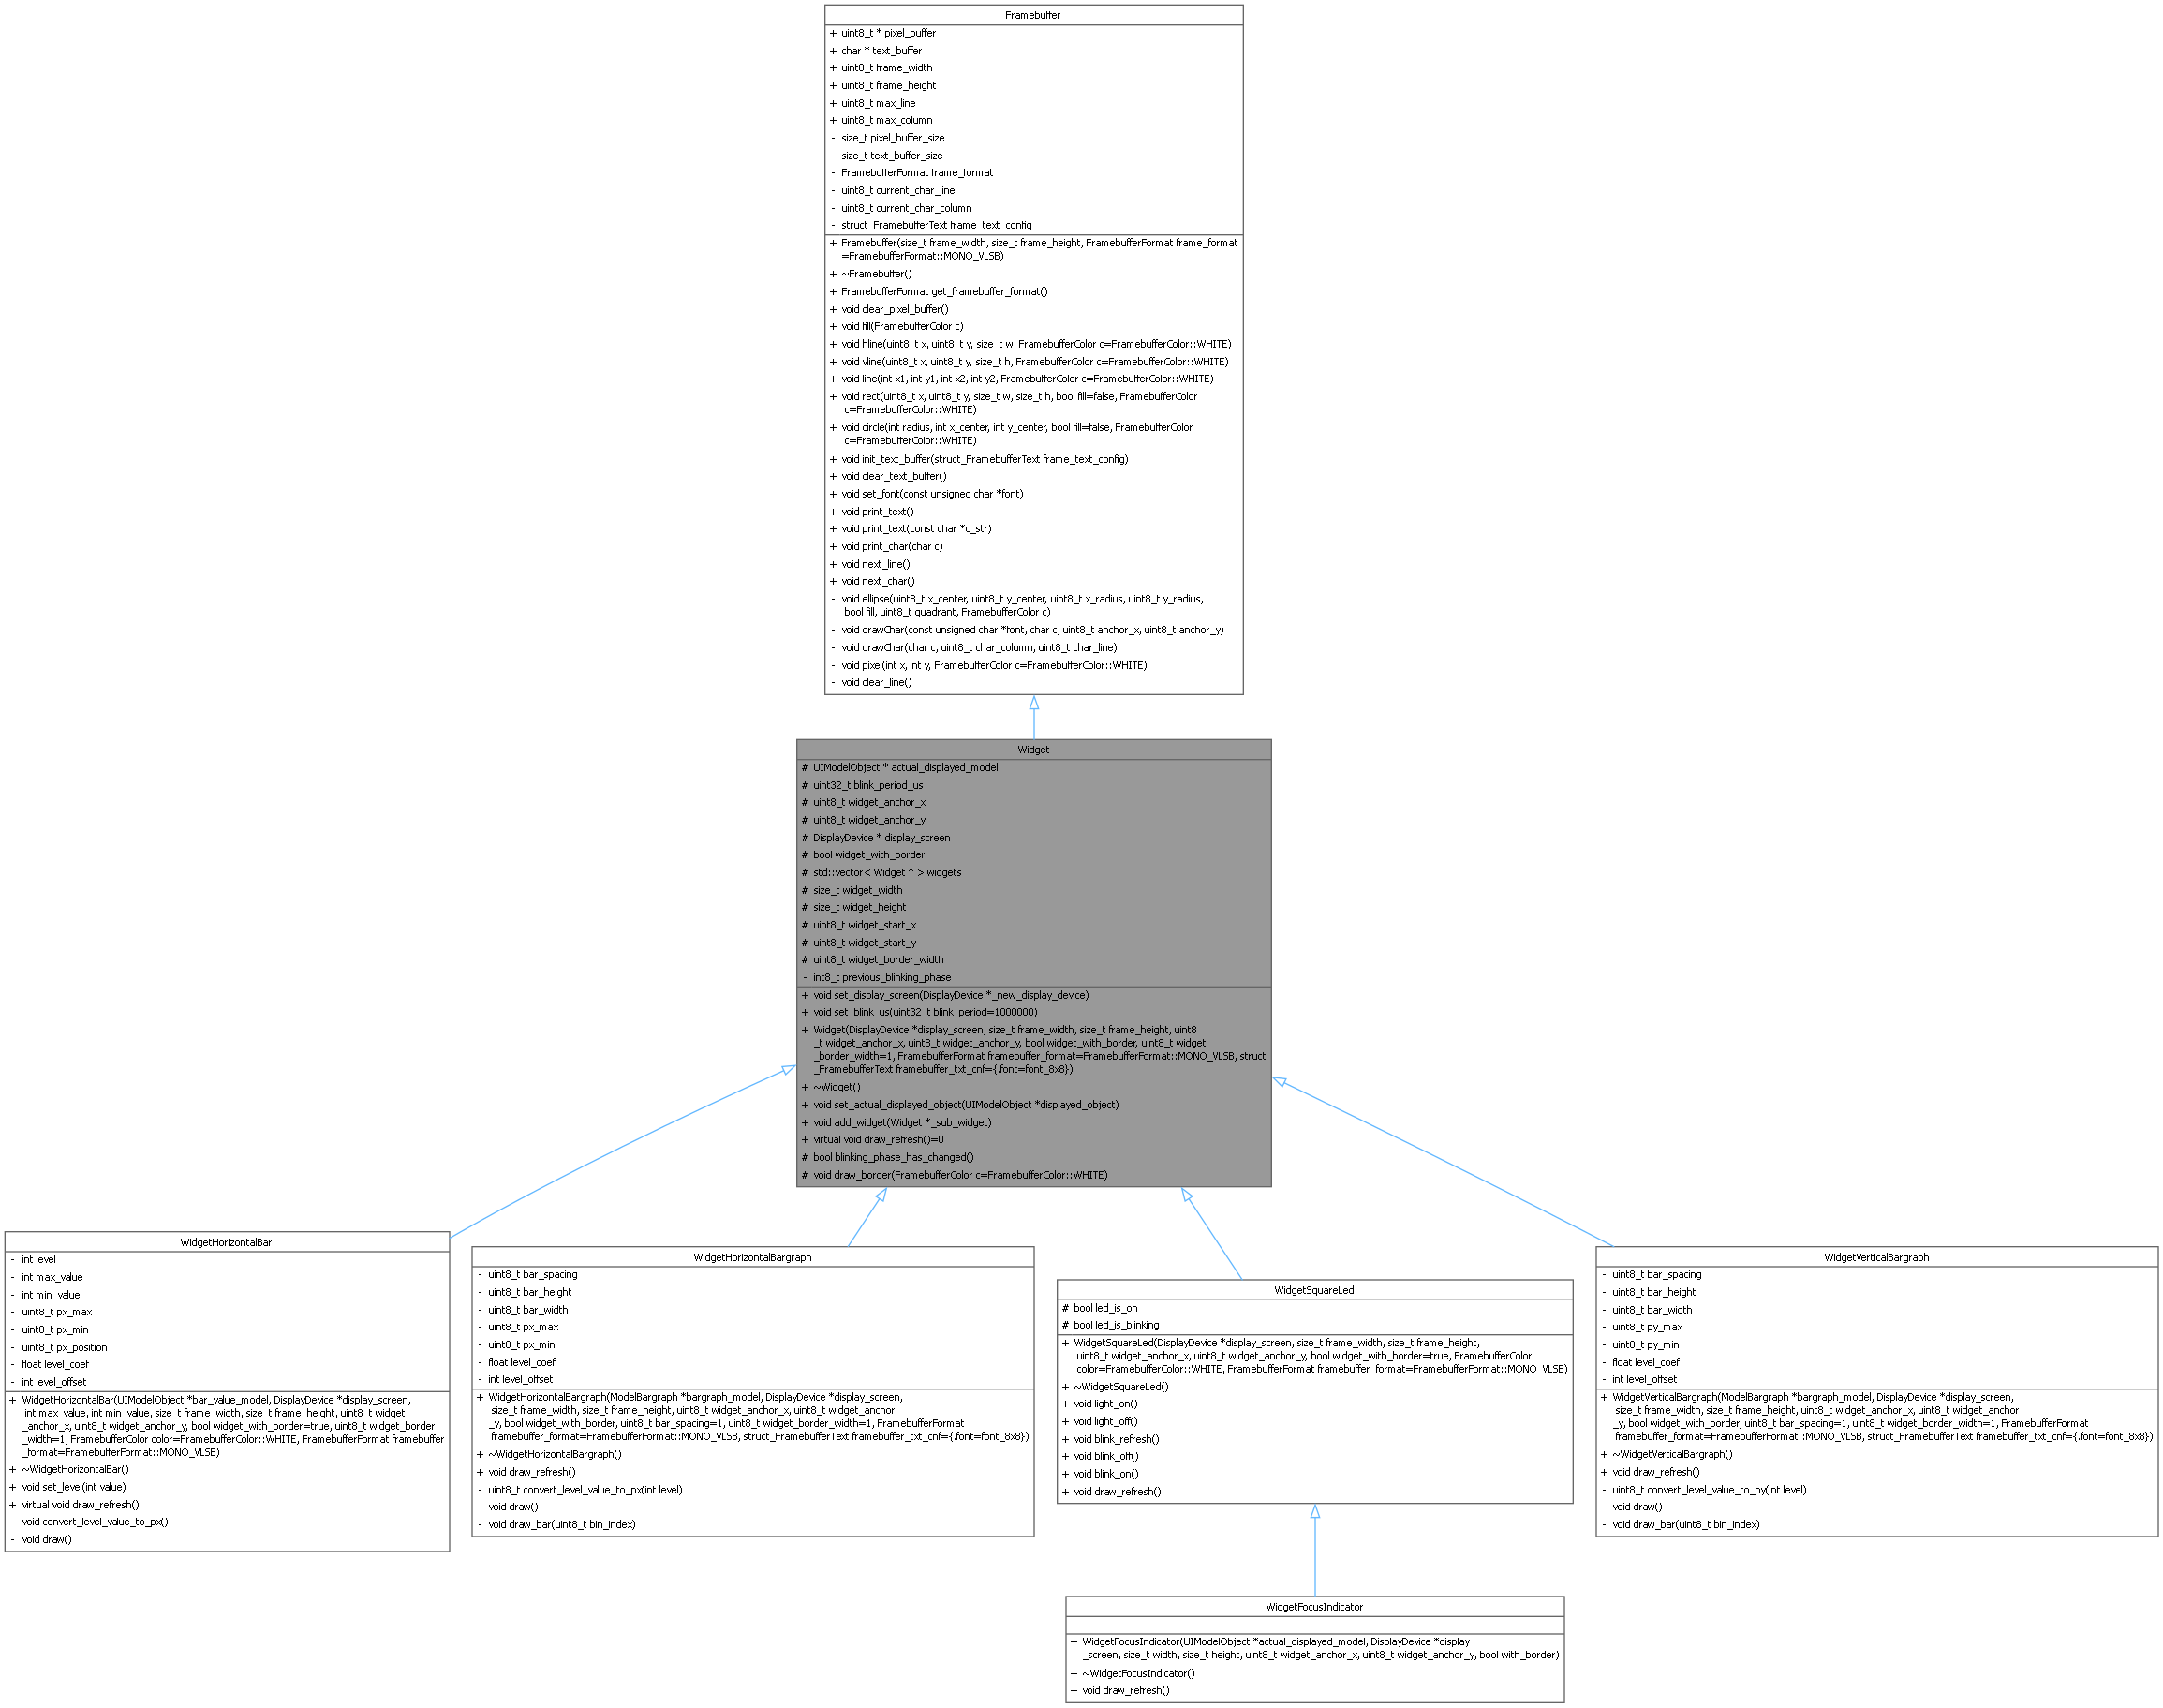 Framebuffer
+ uint8_t * pixel_buffer
+ char * text_buffer
+ uint8_t frame_width
+ uint8_t frame_height
+ uint8_t max_line
+ uint8_t max_column
- size_t pixel_buffer_size
- size_t text_buffer_size
- FramebufferFormat frame_format
- uint8_t current_char_line
- uint8_t current_char_column
- struct_FramebufferText frame_text_config
+ Framebuffer(size_t frame_width, size_t frame_height, FramebufferFormat frame_format
=FramebufferFormat::MONO_VLSB)
+ ~Framebuffer()
+ FramebufferFormat get_framebuffer_format()
+ void clear_pixel_buffer()
+ void fill(FramebufferColor c)
+ void hline(uint8_t x, uint8_t y, size_t w, FramebufferColor c=FramebufferColor::WHITE)
+ void vline(uint8_t x, uint8_t y, size_t h, FramebufferColor c=FramebufferColor::WHITE)
+ void line(int x1, int y1, int x2, int y2, FramebufferColor c=FramebufferColor::WHITE)
+ void rect(uint8_t x, uint8_t y, size_t w, size_t h, bool fill=false, FramebufferColor
c=FramebufferColor::WHITE)
+ void circle(int radius, int x_center, int y_center, bool fill=false, FramebufferColor
c=FramebufferColor::WHITE)
+ void init_text_buffer(struct_FramebufferText frame_text_config)
+ void clear_text_buffer()
+ void set_font(const unsigned char *font)
+ void print_text()
+ void print_text(const char *c_str)
+ void print_char(char c)
+ void next_line()
+ void next_char()
- void ellipse(uint8_t x_center, uint8_t y_center, uint8_t x_radius, uint8_t y_radius,
bool fill, uint8_t quadrant, FramebufferColor c)
- void drawChar(const unsigned char *font, char c, uint8_t anchor_x, uint8_t anchor_y)
- void drawChar(char c, uint8_t char_column, uint8_t char_line)
- void pixel(int x, int y, FramebufferColor c=FramebufferColor::WHITE)
- void clear_line()
Widget
# UIModelObject * actual_displayed_model
# uint32_t blink_period_us
# uint8_t widget_anchor_x
# uint8_t widget_anchor_y
# DisplayDevice * display_screen
# bool widget_with_border
# std::vector< Widget * > widgets
# size_t widget_width
# size_t widget_height
# uint8_t widget_start_x
# uint8_t widget_start_y
# uint8_t widget_border_width
- int8_t previous_blinking_phase
+ void set_display_screen(DisplayDevice *_new_display_device)
+ void set_blink_us(uint32_t blink_period=1000000)
+ Widget(DisplayDevice *display_screen, size_t frame_width, size_t frame_height, uint8
_t widget_anchor_x, uint8_t widget_anchor_y, bool widget_with_border, uint8_t widget
_border_width=1, FramebufferFormat framebuffer_format=FramebufferFormat::MONO_VLSB, struct
_FramebufferText framebuffer_txt_cnf={.font=font_8x8})
+ ~Widget()
+ void set_actual_displayed_object(UIModelObject *displayed_object)
+ void add_widget(Widget *_sub_widget)
+ virtual void draw_refresh()=0
# bool blinking_phase_has_changed()
# void draw_border(FramebufferColor c=FramebufferColor::WHITE)
WidgetHorizontalBar
- int level
- int max_value
- int min_value
- uint8_t px_max
- uint8_t px_min
- uint8_t px_position
- float level_coef
- int level_offset
+ WidgetHorizontalBar(UIModelObject *bar_value_model, DisplayDevice *display_screen,
int max_value, int min_value, size_t frame_width, size_t frame_height, uint8_t widget
_anchor_x, uint8_t widget_anchor_y, bool widget_with_border=true, uint8_t widget_border
_width=1, FramebufferColor color=FramebufferColor::WHITE, FramebufferFormat framebuffer
_format=FramebufferFormat::MONO_VLSB)
+ ~WidgetHorizontalBar()
+ void set_level(int value)
+ virtual void draw_refresh()
- void convert_level_value_to_px()
- void draw()
WidgetHorizontalBargraph
- uint8_t bar_spacing
- uint8_t bar_height
- uint8_t bar_width
- uint8_t px_max
- uint8_t px_min
- float level_coef
- int level_offset
+ WidgetHorizontalBargraph(ModelBargraph *bargraph_model, DisplayDevice *display_screen,
size_t frame_width, size_t frame_height, uint8_t widget_anchor_x, uint8_t widget_anchor
_y, bool widget_with_border, uint8_t bar_spacing=1, uint8_t widget_border_width=1, FramebufferFormat
framebuffer_format=FramebufferFormat::MONO_VLSB, struct_FramebufferText framebuffer_txt_cnf={.font=font_8x8})
+ ~WidgetHorizontalBargraph()
+ void draw_refresh()
- uint8_t convert_level_value_to_px(int level)
- void draw()
- void draw_bar(uint8_t bin_index)
WidgetSquareLed
# bool led_is_on
# bool led_is_blinking
+ WidgetSquareLed(DisplayDevice *display_screen, size_t frame_width, size_t frame_height,
uint8_t widget_anchor_x, uint8_t widget_anchor_y, bool widget_with_border=true, FramebufferColor
color=FramebufferColor::WHITE, FramebufferFormat framebuffer_format=FramebufferFormat::MONO_VLSB)
+ ~WidgetSquareLed()
+ void light_on()
+ void light_off()
+ void blink_refresh()
+ void blink_off()
+ void blink_on()
+ void draw_refresh()
WidgetVerticalBargraph
- uint8_t bar_spacing
- uint8_t bar_height
- uint8_t bar_width
- uint8_t py_max
- uint8_t py_min
- float level_coef
- int level_offset
+ WidgetVerticalBargraph(ModelBargraph *bargraph_model, DisplayDevice *display_screen,
size_t frame_width, size_t frame_height, uint8_t widget_anchor_x, uint8_t widget_anchor
_y, bool widget_with_border, uint8_t bar_spacing=1, uint8_t widget_border_width=1, FramebufferFormat
framebuffer_format=FramebufferFormat::MONO_VLSB, struct_FramebufferText framebuffer_txt_cnf={.font=font_8x8})
+ ~WidgetVerticalBargraph()
+ void draw_refresh()
- uint8_t convert_level_value_to_py(int level)
- void draw()
- void draw_bar(uint8_t bin_index)
WidgetFocusIndicator
+ WidgetFocusIndicator(UIModelObject *actual_displayed_model, DisplayDevice *display
_screen, size_t width, size_t height, uint8_t widget_anchor_x, uint8_t widget_anchor_y, bool with_border)
+ ~WidgetFocusIndicator()
+ void draw_refresh()